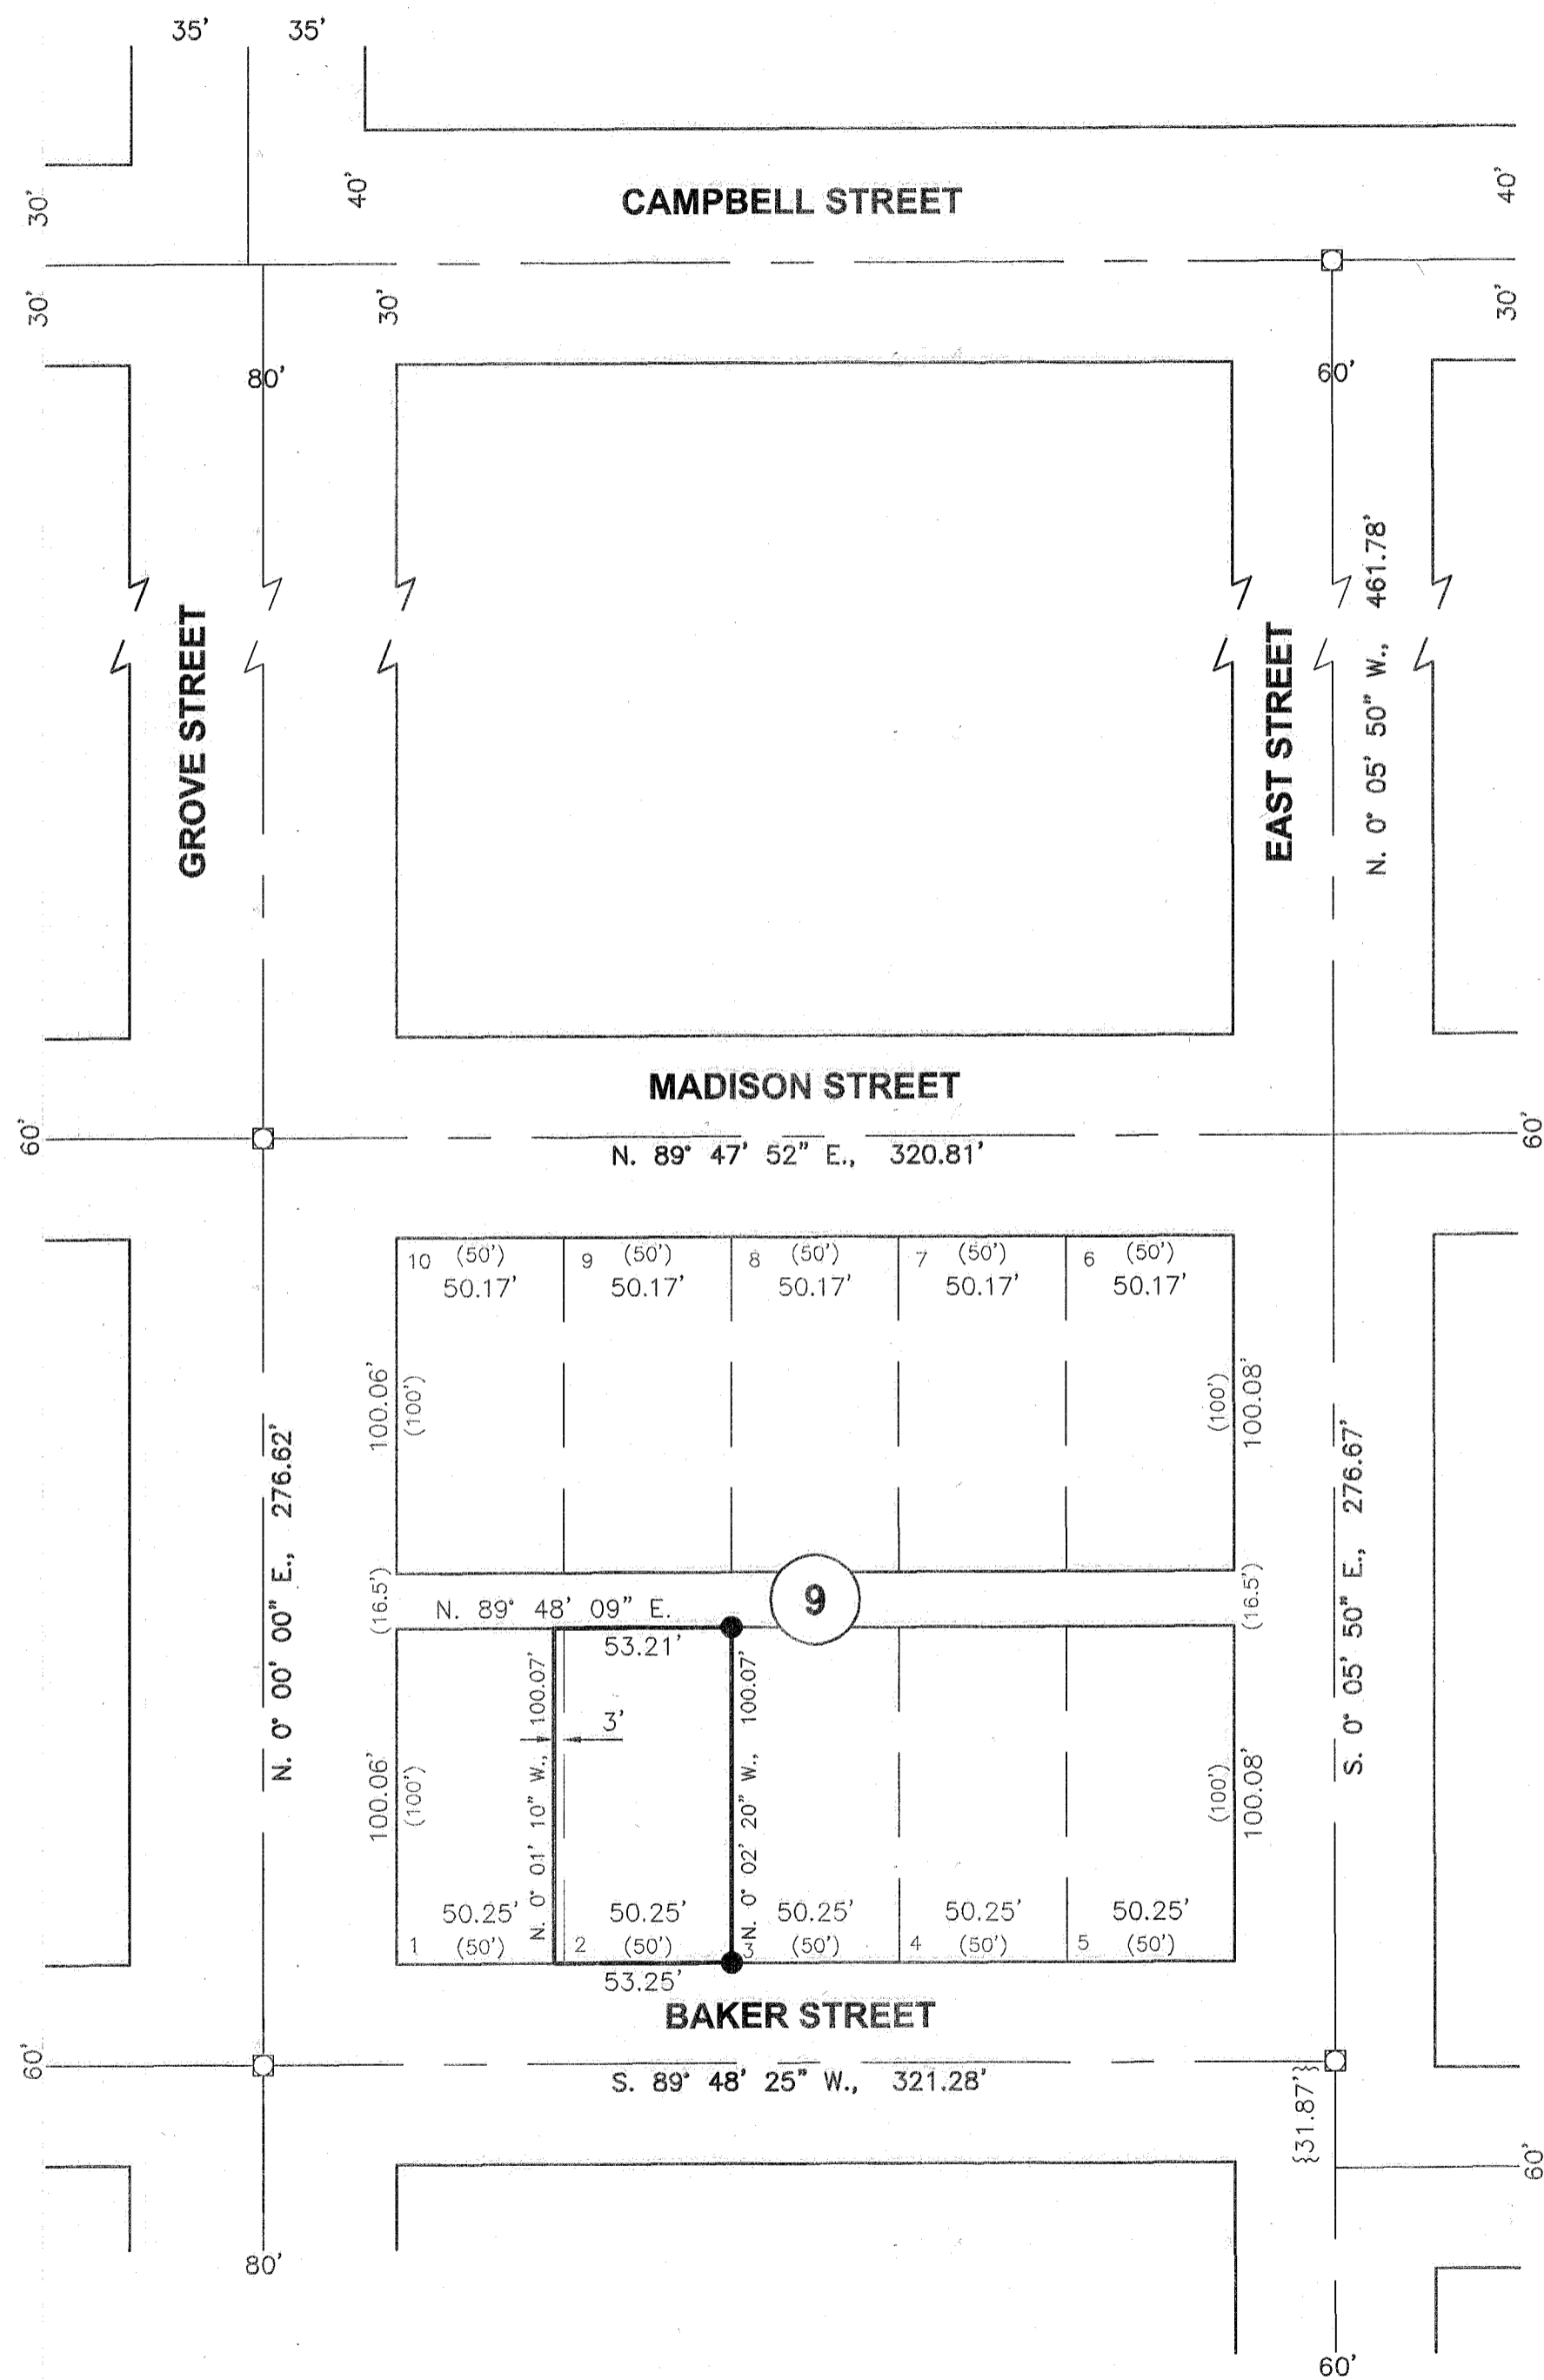 35' 35'
30' 40' CAMPBELL STREET 40'
30' 30' 30'
80' 60'
GROVE STREET
EAST STREET
N. 0° 05' 50" W., 461.78'
MADISON STREET
60' 60'
N. 89° 47' 52" E., 320.81'
10 (50') 9 (50') 8 (50') 7 (50') 6 (50')
50.17' 50.17' 50.17' 50.17' 50.17'
100.06' (100') (100') 100.08'
N. 0° 00' 00" E., 276.62'
S. 0° 05' 50" E., 276.67'
(16.5') (16.5')
9
N. 89° 48' 09" E.
53.21'
N. 0° 01' 10" W., 100.07'
3'
N. 0° 02' 20" W., 100.07'
100.06' (100') (100') 100.08'
50.25' 50.25' 50.25' 50.25' 50.25'
1 (50') 2 (50') 3 (50') 4 (50') 5 (50')
53.25'
BAKER STREET
60'
S. 89° 48' 25" W., 321.28'
31.87'
60'
80'
60'